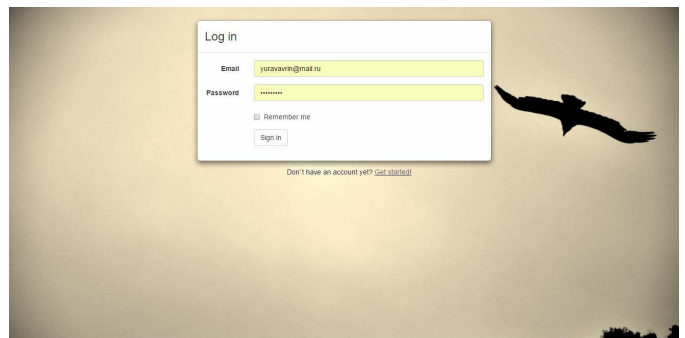 Log in
Email yuravavrin@mail.ru
Password •••••••••
Remember me
Sign in
Don't have an account yet? Get started!